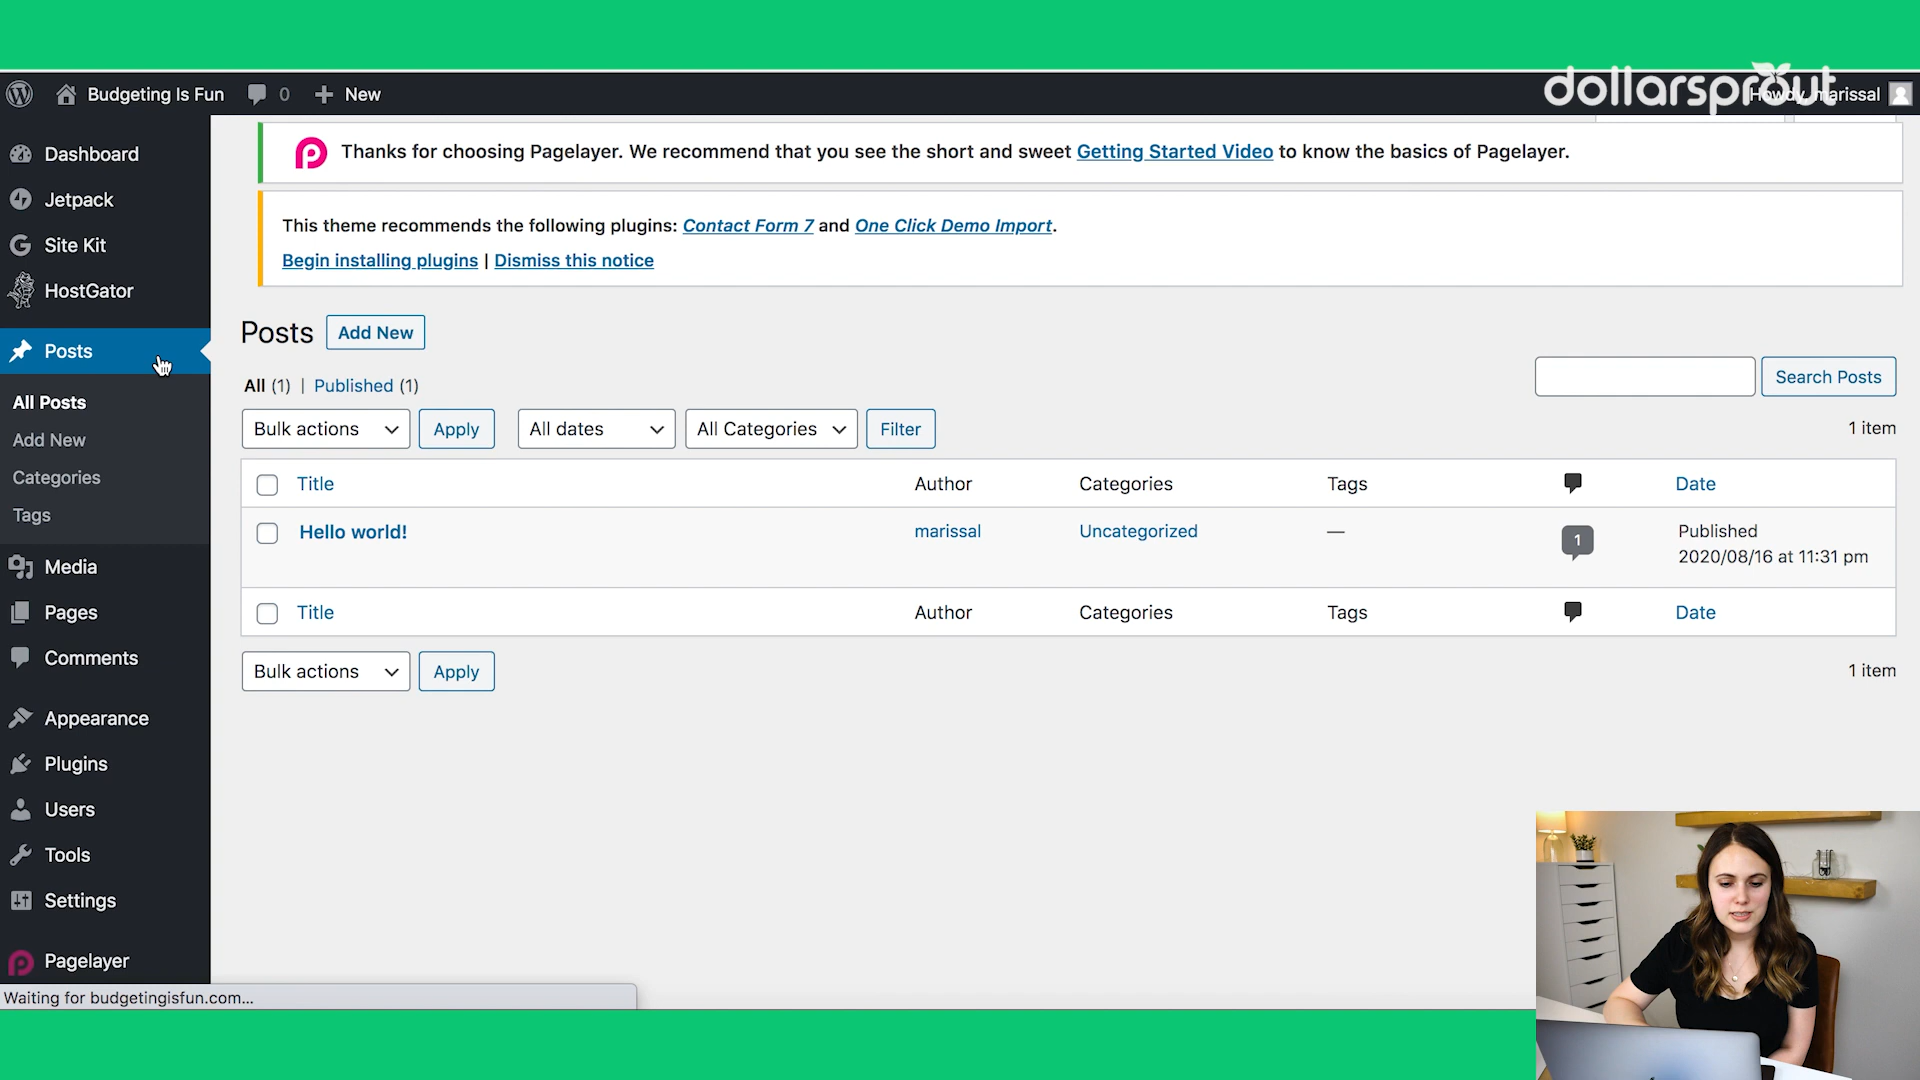 Budgeting Is Fun 0 New
dollarsprout
Howdy, marissal
Dashboard
Jetpack
Site Kit
HostGator
Posts
All Posts
Add New
Categories
Tags
Media
Pages
Comments
Appearance
Plugins
Users
Tools
Settings
Pagelayer
Thanks for choosing Pagelayer. We recommend that you see the short and sweet Getting Started Video to know the basics of Pagelayer.
This theme recommends the following plugins: Contact Form 7 and One Click Demo Import.
Begin installing plugins | Dismiss this notice
Posts Add New
All (1) | Published (1)
Search Posts
Bulk actions Apply All dates All Categories Filter 1 item
Title Author Categories Tags Date
Hello world! marissal Uncategorized — 1 Published
2020/08/16 at 11:31 pm
Title Author Categories Tags Date
Bulk actions Apply 1 item
Waiting for budgetingisfun.com...